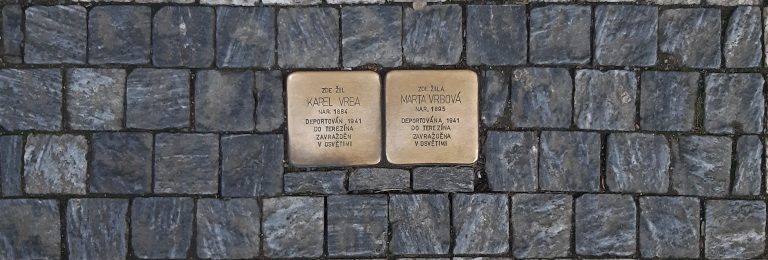 ZDE ŽIL
KAREL VRBA
NAR. 1884
DEPORTOVÁN 1941
DO TEREZÍNA
ZAVRAŽDĚN
V OSVĚTIMI
ZDE ŽILA
MARTA VRBOVÁ
NAR. 1895
DEPORTOVÁNA 1941
DO TEREZÍNA
ZAVRAŽDĚNA
V OSVĚTIMI